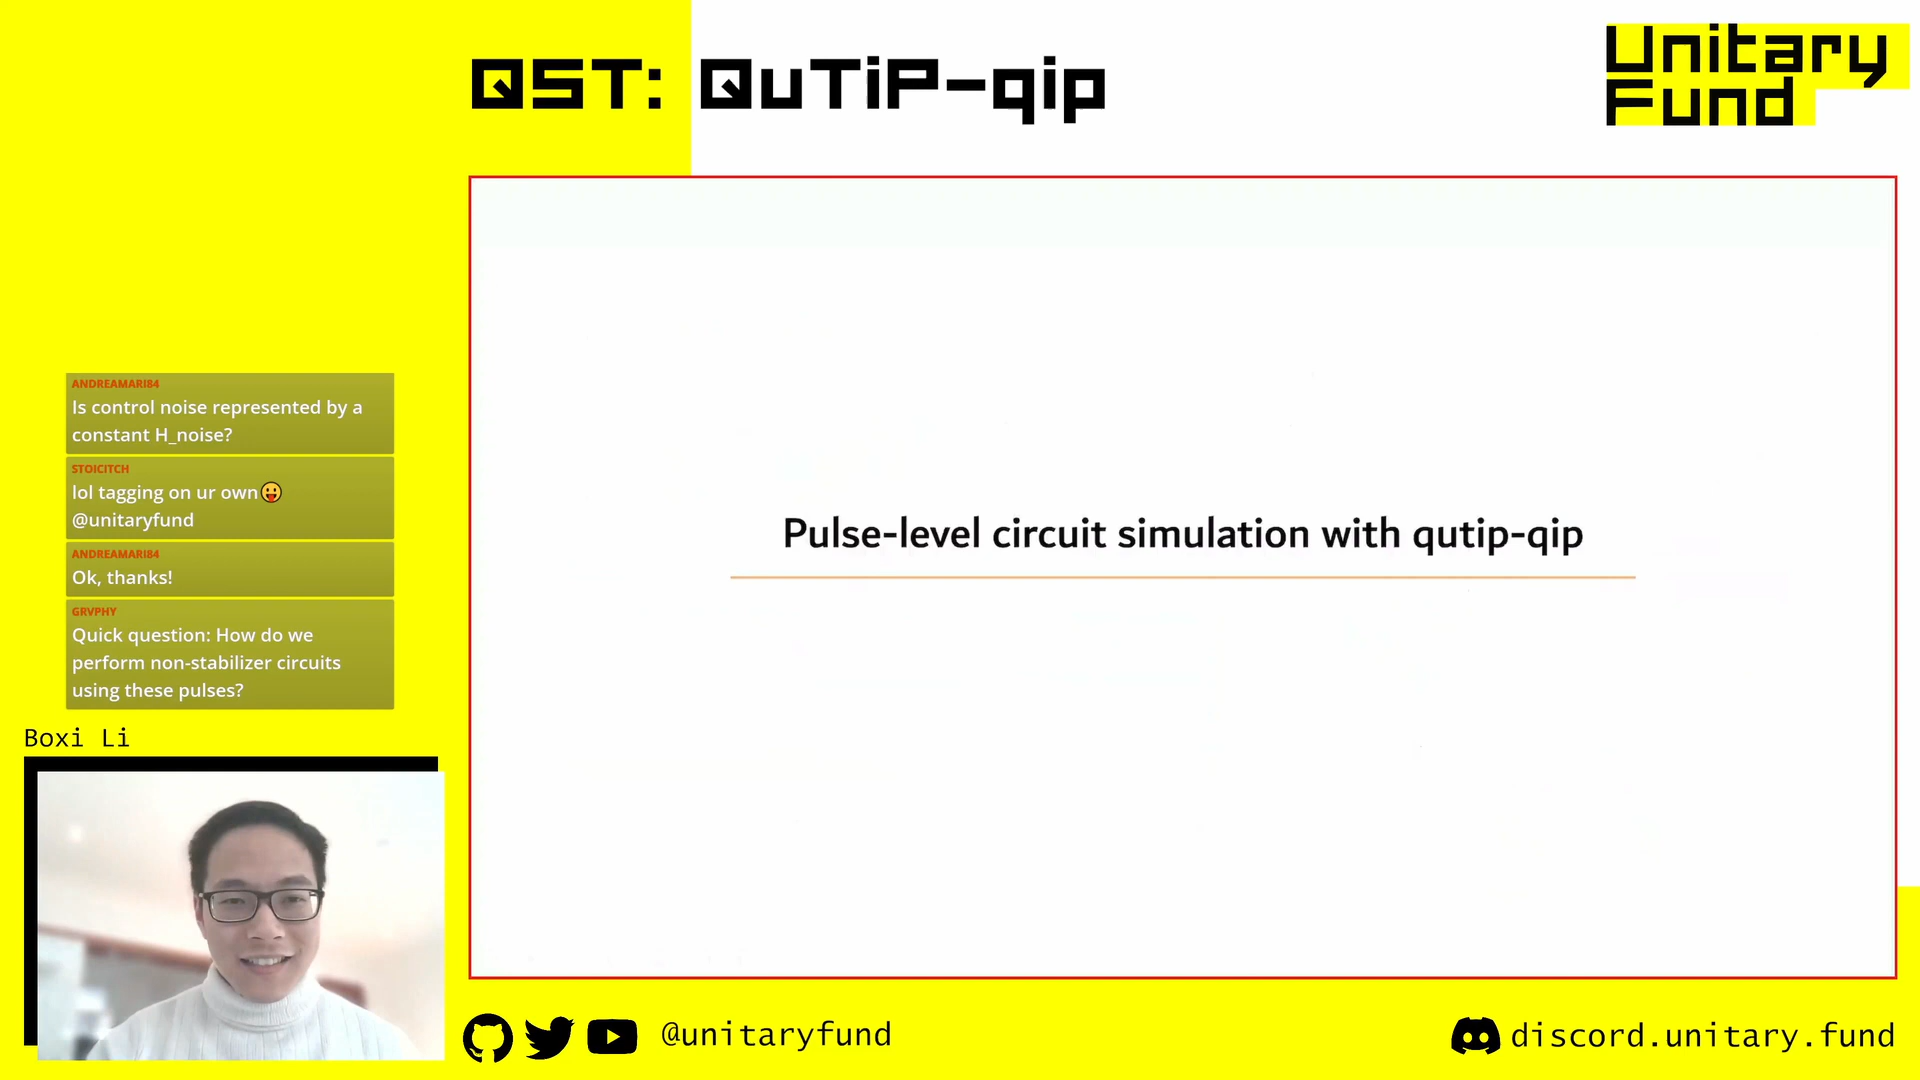 QST: QuTiP-qip
Unitary
Fund
ANDREAMARI84
Is control noise represented by a
constant H_noise?
STOICITCH
lol tagging on ur own😛
@unitaryfund
ANDREAMARI84
Ok, thanks!
GRVPHY
Quick question: How do we
perform non-stabilizer circuits
using these pulses?
Boxi Li
Pulse-level circuit simulation with qutip-qip
@unitaryfund
discord.unitary.fund